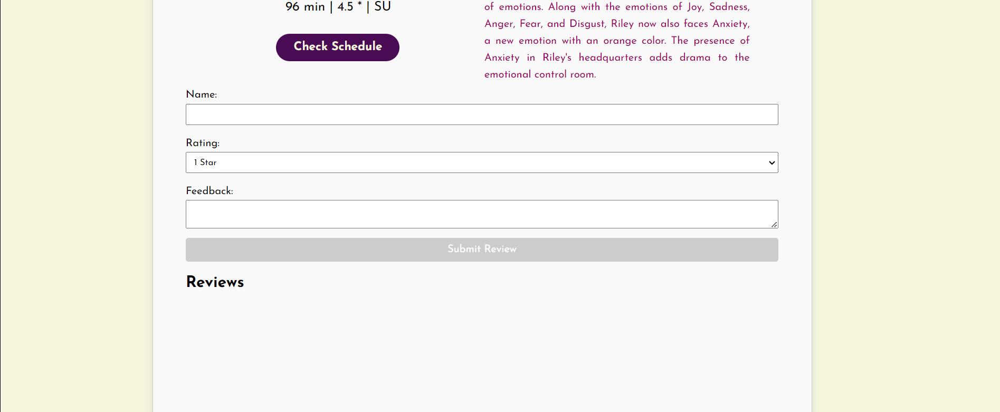 96 min | 4.5 * | SU
Check Schedule
of emotions. Along with the emotions of Joy, Sadness,
Anger, Fear, and Disgust, Riley now also faces Anxiety,
a new emotion with an orange color. The presence of
Anxiety in Riley's headquarters adds drama to the
emotional control room.
Name:
Rating:
1 Star
Feedback:
Submit Review
Reviews